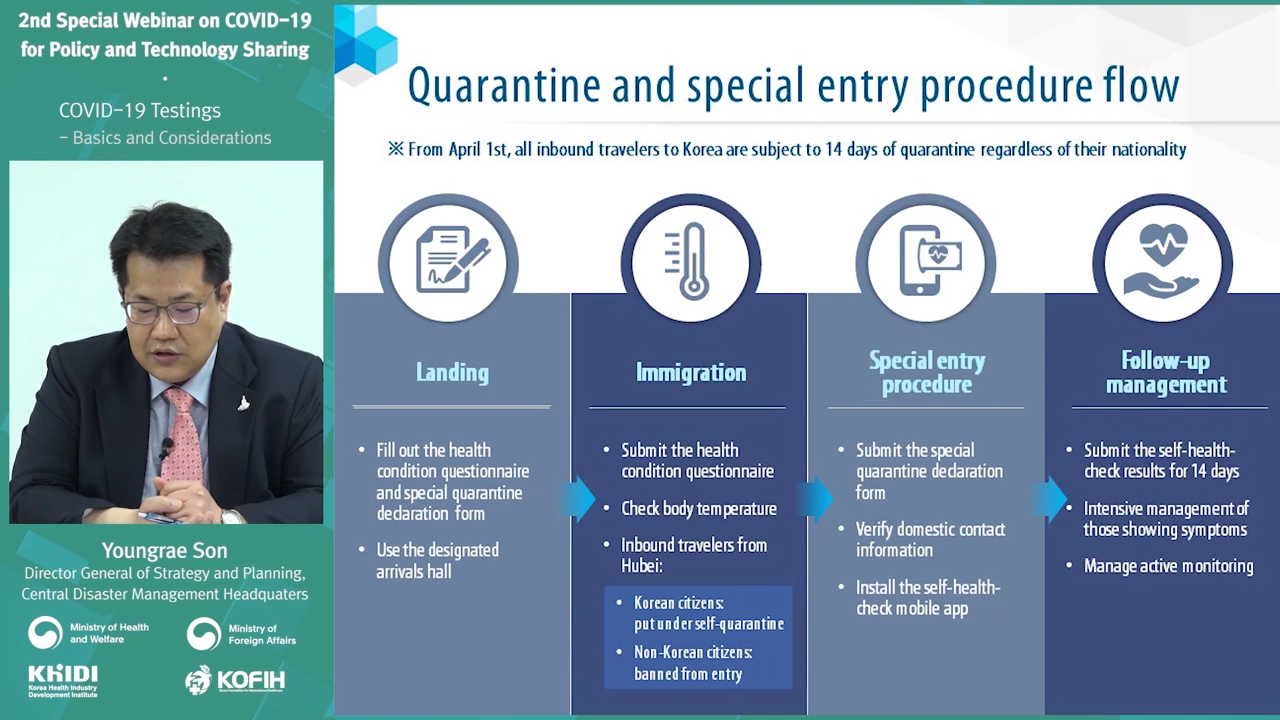 2nd Special Webinar on COVID-19
for Policy and Technology Sharing
COVID-19 Testings
- Basics and Considerations
Youngrae Son
Director General of Strategy and Planning,
Central Disaster Management Headquaters
Ministry of Health
and Welfare
Ministry of
Foreign Affairs
KHIDI
Korea Health Industry
Development Institute
KOFIH
Korea Foundation for International Healthcare
Quarantine and special entry procedure flow
※ From April 1st, all inbound travelers to Korea are subject to 14 days of quarantine regardless of their nationality
Landing
• Fill out the health
condition questionnaire
and special quarantine
declaration form
• Use the designated
arrivals hall
Immigration
• Submit the health
condition questionnaire
• Check body temperature
• Inbound travelers from
Hubei:
• Korean citizens:
put under self-quarantine
• Non-Korean citizens:
banned from entry
Special entry
procedure
• Submit the special
quarantine declaration
form
• Verify domestic contact
information
• Install the self-health-
check mobile app
Follow-up
management
• Submit the self-health-
check results for 14 days
• Intensive management of
those showing symptoms
• Manage active monitoring